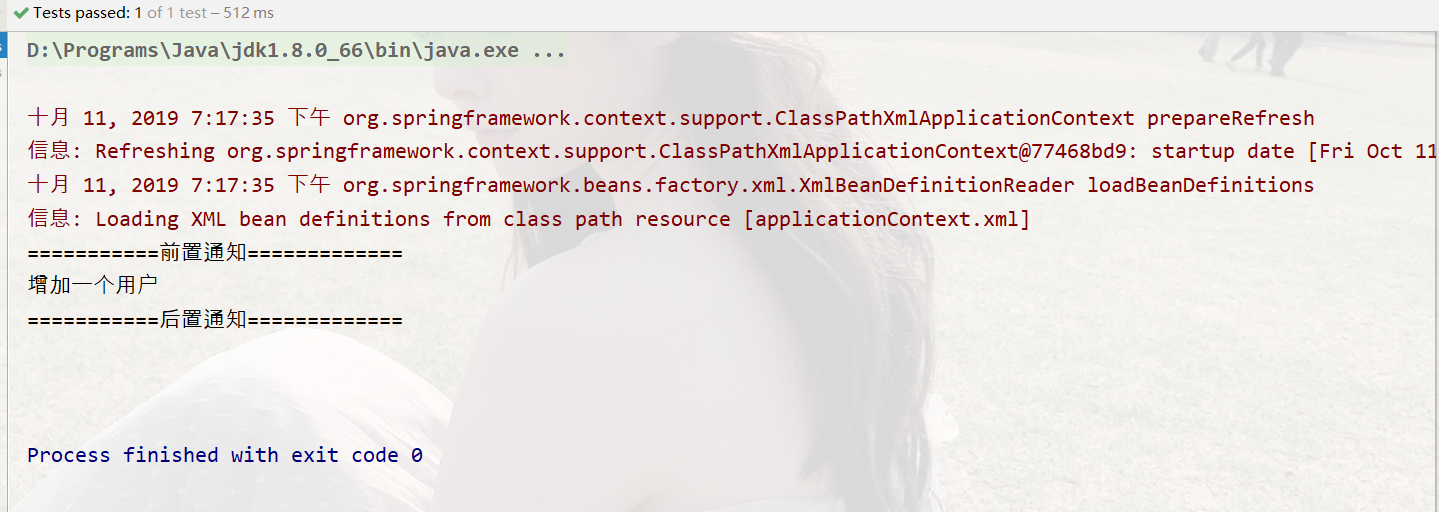 Tests passed: 1 of 1 test – 512 ms
D:\Programs\Java\jdk1.8.0_66\bin\java.exe ...
十月 11, 2019 7:17:35 下午 org.springframework.context.support.ClassPathXmlApplicationContext prepareRefresh
信息: Refreshing org.springframework.context.support.ClassPathXmlApplicationContext@77468bd9: startup date [Fri Oct 11
十月 11, 2019 7:17:35 下午 org.springframework.beans.factory.xml.XmlBeanDefinitionReader loadBeanDefinitions
信息: Loading XML bean definitions from class path resource [applicationContext.xml]
===========前置通知=============
增加一个用户
===========后置通知=============
Process finished with exit code 0